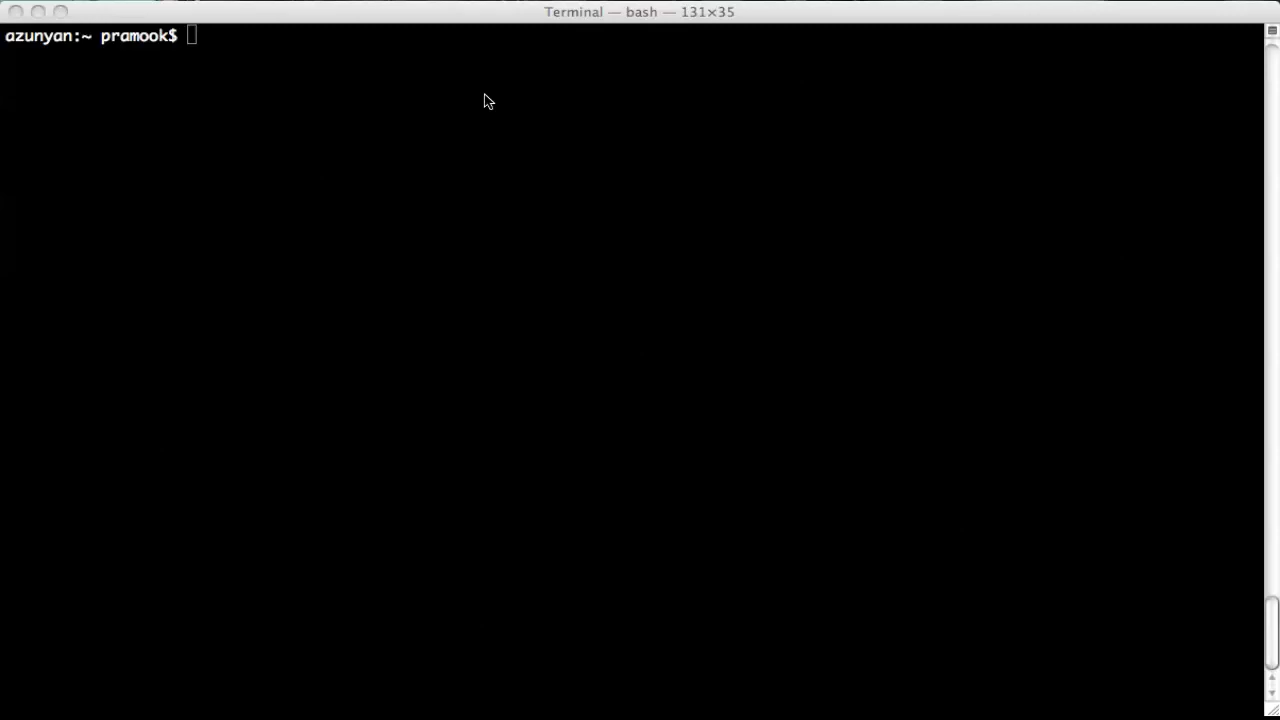 Terminal — bash — 131×35
azunyan:~ pramook$